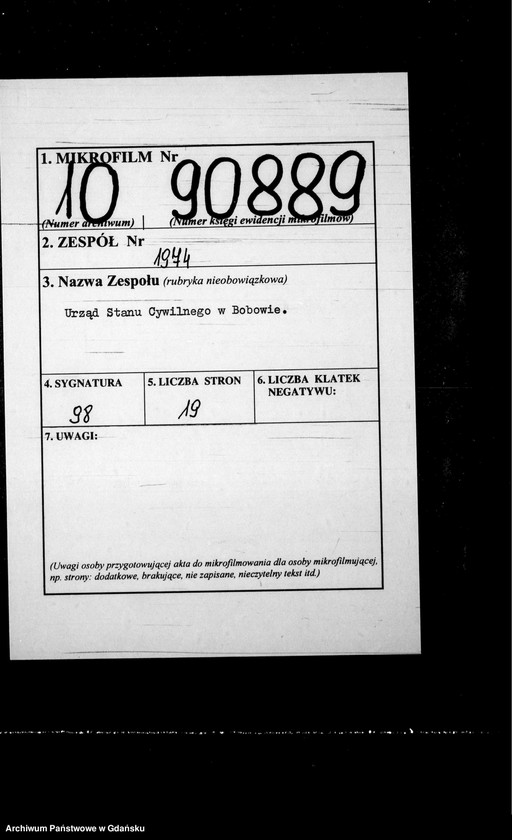 1. MIKROFILM Nr
10 90889
(Numer archiwum) (Numer księgi ewidencji mikrofilmów)
2. ZESPÓŁ Nr
1974
3. Nazwa Zespołu (rubryka nieobowiązkowa)
Urząd Stanu Cywilnego w Bobowie.
4. SYGNATURA
98
5. LICZBA STRON
19
6. LICZBA KLATEK
NEGATYWU:
7. UWAGI:
(Uwagi osoby przygotowującej akta do mikrofilmowania dla osoby mikrofilmującej,
np. strony: dodatkowe, brakujące, nie zapisane, nieczytelny tekst itd.)
Archiwum Państwowe w Gdańsku